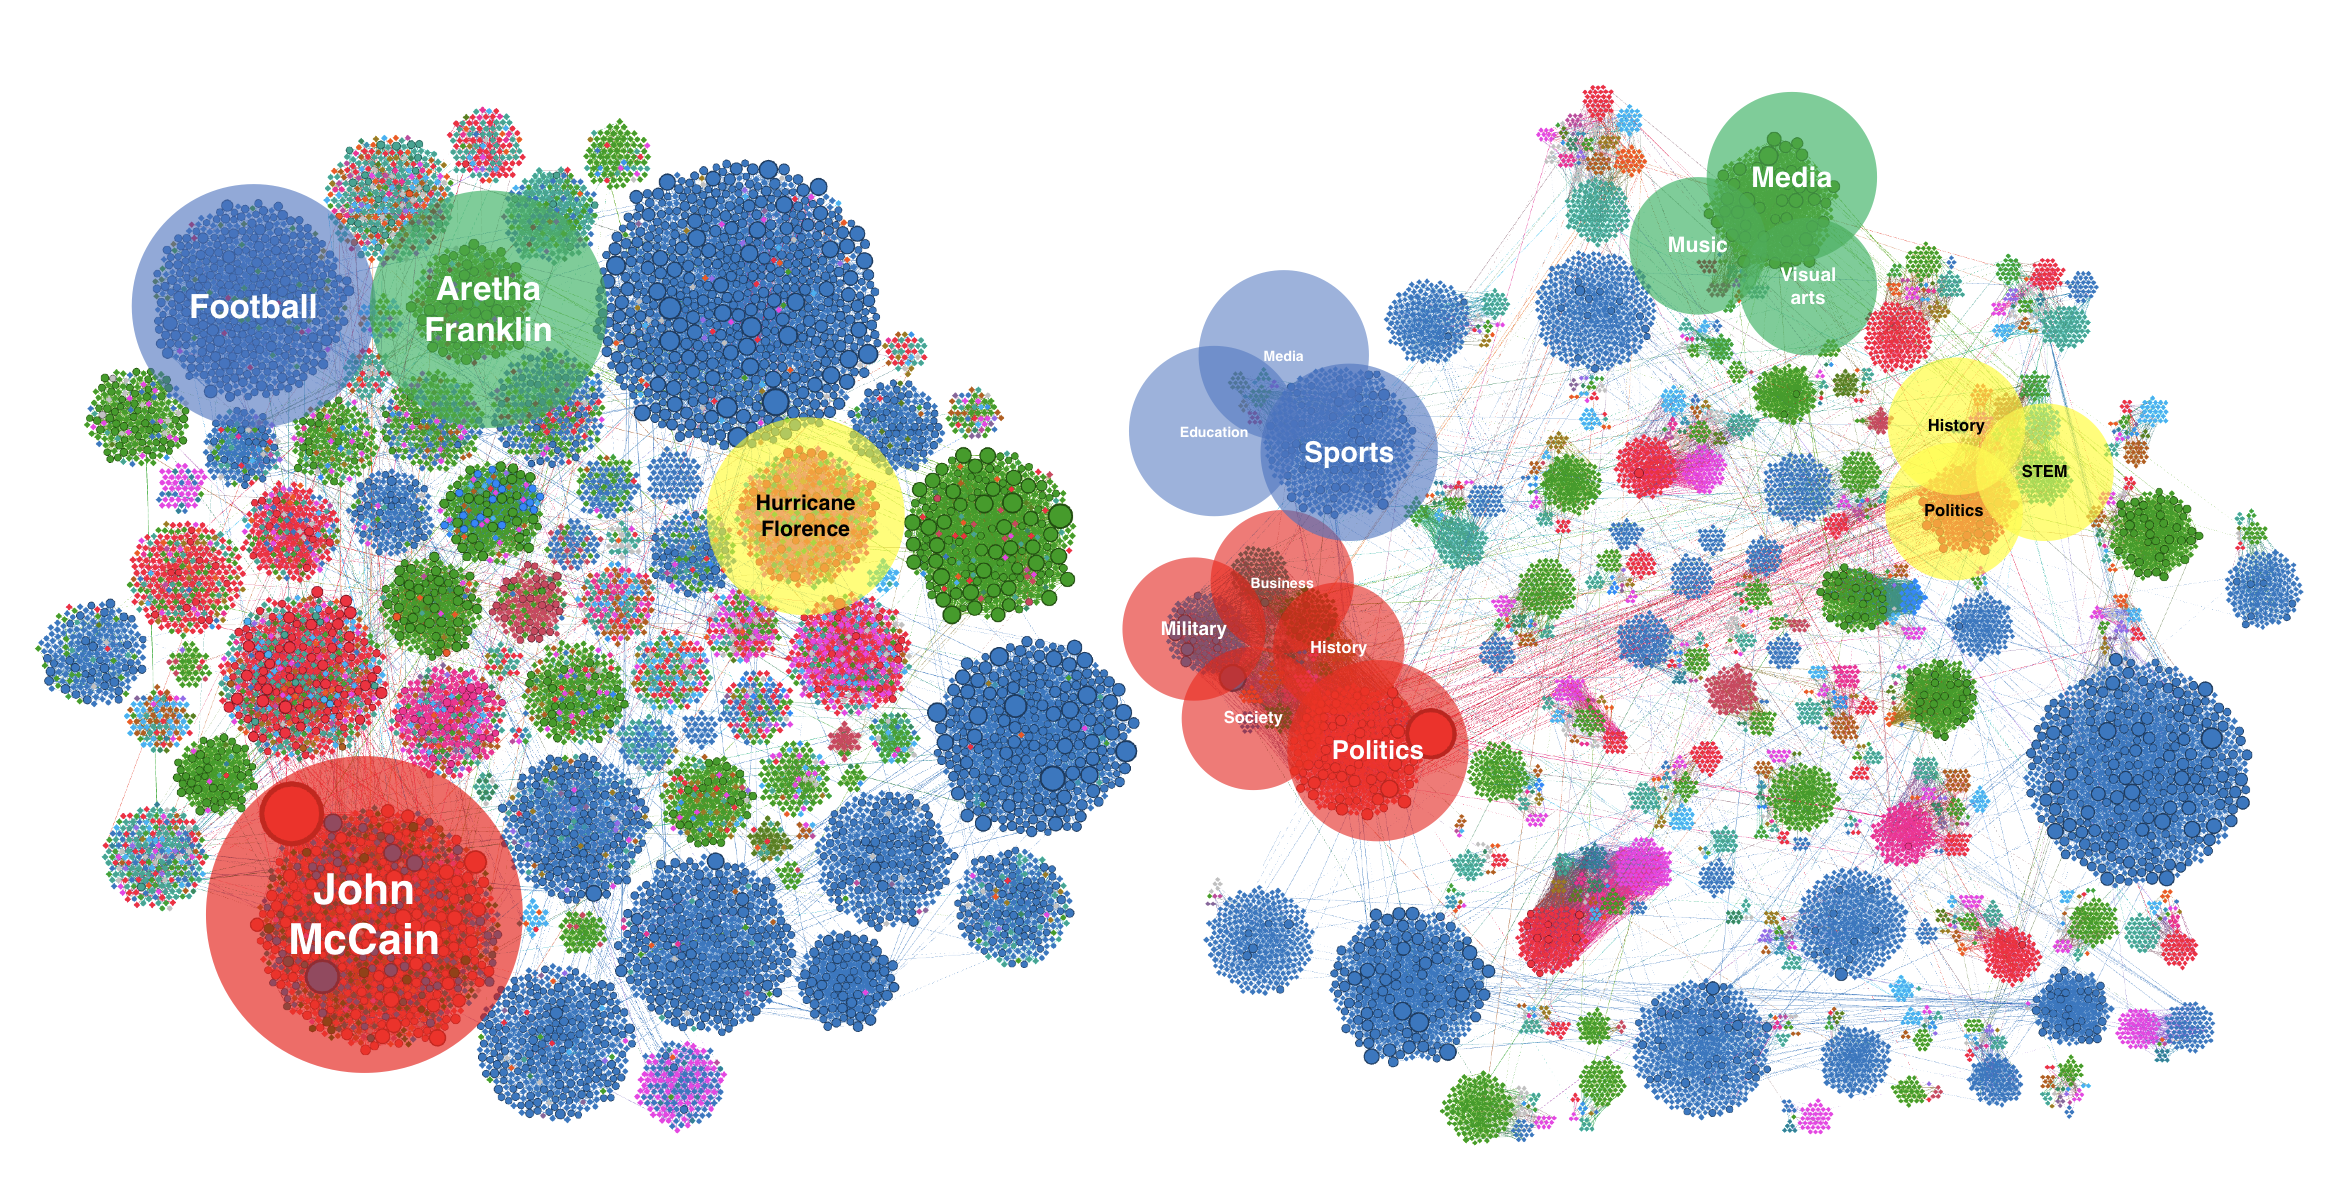 Football
Aretha
Franklin
Hurricane
Florence
John
McCain
Media
Music
Visual
arts
Media
Education
Sports
History
STEM
Politics
Business
Military
History
Society
Politics